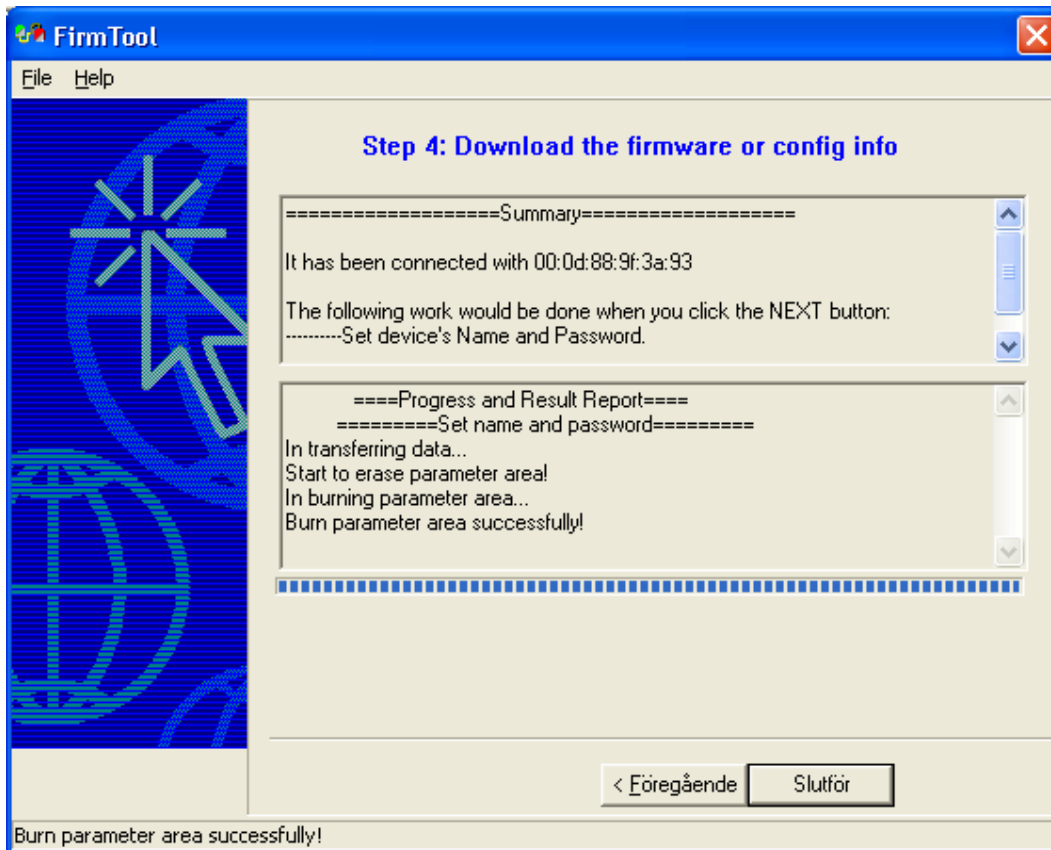 FirmTool
File Help
Step 4: Download the firmware or config info
===================Summary===================
It has been connected with 00:0d:88:9f:3a:93
The following work would be done when you click the NEXT button:
---------Set device's Name and Password.
====Progress and Result Report====
=========Set name and password=========
In transferring data...
Start to erase parameter area!
In burning parameter area...
Burn parameter area successfully!
< Föregående Slutför
Burn parameter area successfully!